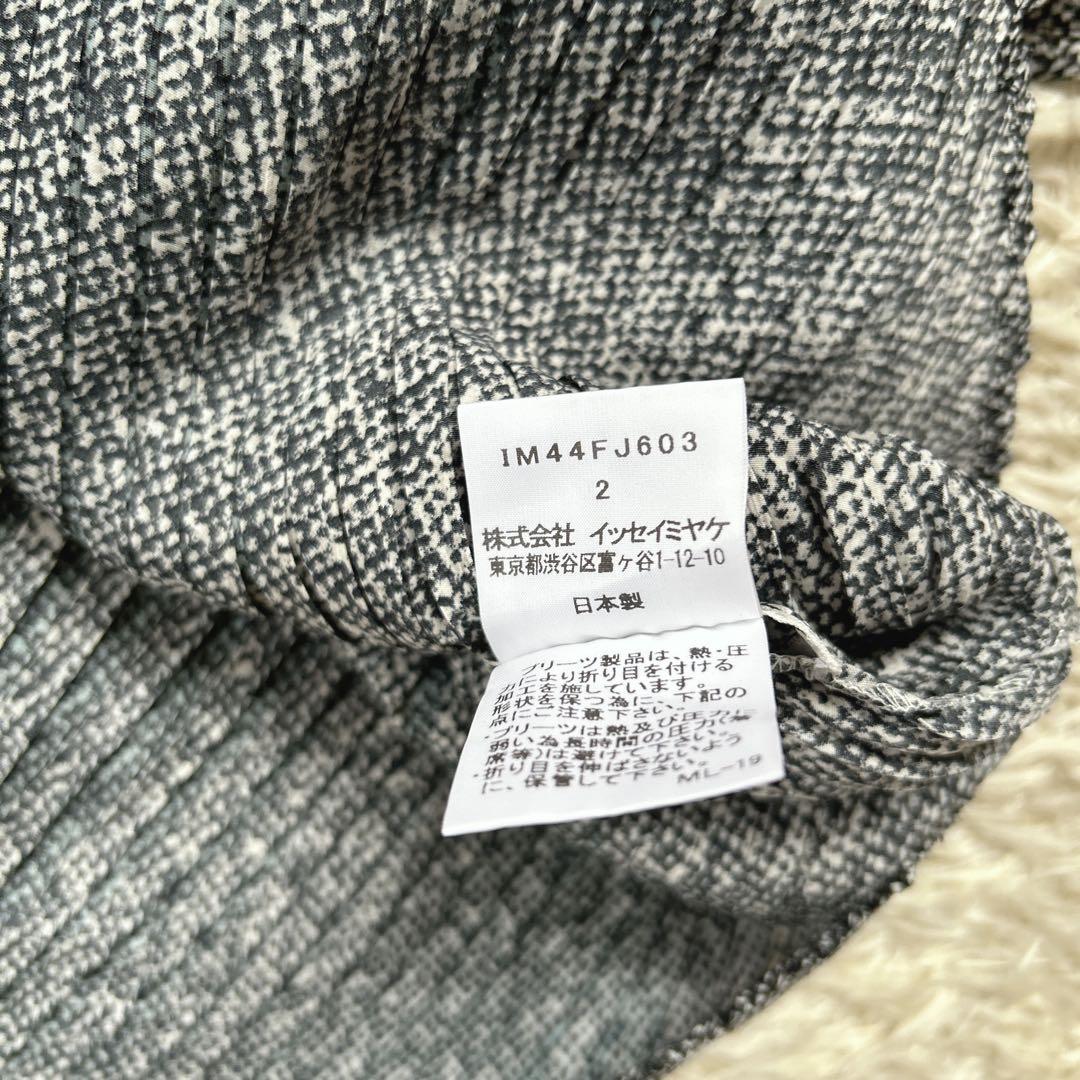 IM44FJ603
2
株式会社 イッセイミヤケ
東京都渋谷区富ヶ谷1-12-10
日本製
プリーツ製品は、熱・圧
力により折り目を付ける
加工を施しています。
形状を保つ為に、下記の
点にご注意下さい。
・プリーツは熱及び圧力に
弱い為長時間の圧力(
席等)は避けて下さい。
・折り目を伸ばさないよう
に、保管して下さい。 ML-19